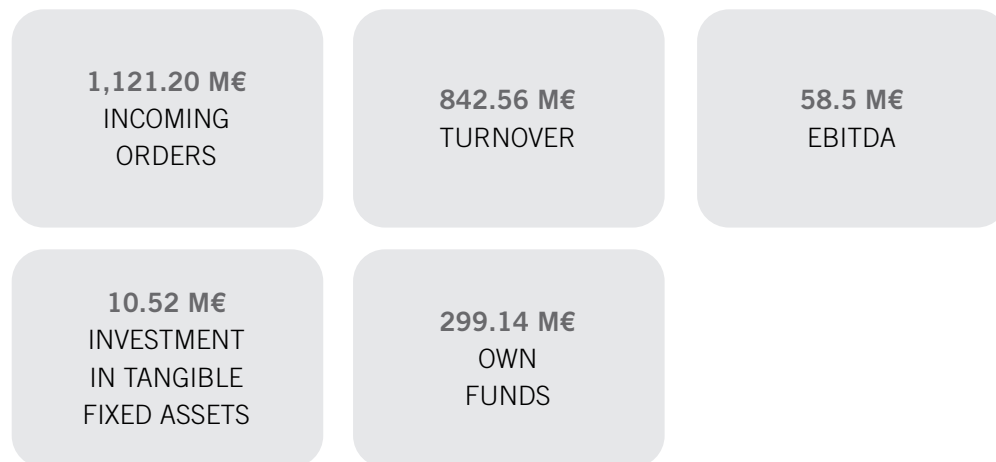 1,121.20 M€
INCOMING
ORDERS
842.56 M€
TURNOVER
58.5 M€
EBITDA
10.52 M€
INVESTMENT
IN TANGIBLE
FIXED ASSETS
299.14 M€
OWN
FUNDS